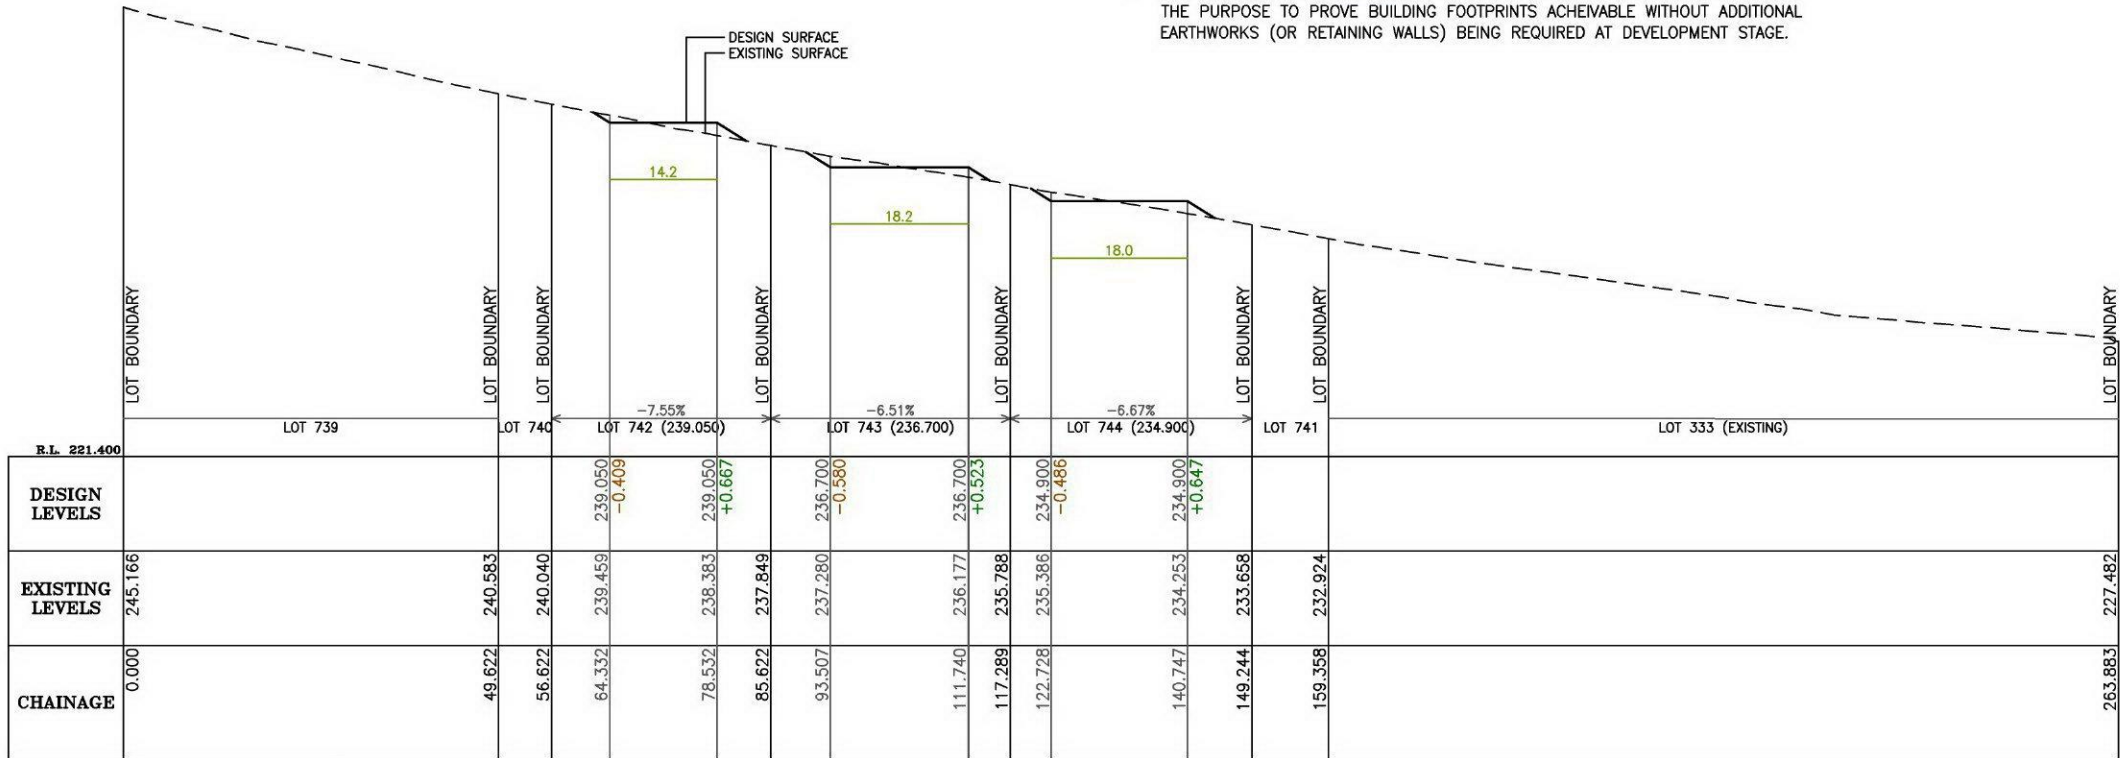 THE PURPOSE TO PROVE BUILDING FOOTPRINTS ACHEIVABLE WITHOUT ADDITIONAL
EARTHWORKS (OR RETAINING WALLS) BEING REQUIRED AT DEVELOPMENT STAGE.
DESIGN SURFACE
EXISTING SURFACE
14.2
18.2
18.0
LOT BOUNDARY
LOT BOUNDARY
LOT BOUNDARY
LOT BOUNDARY
LOT BOUNDARY
LOT BOUNDARY
LOT BOUNDARY
LOT BOUNDARY
-7.55%
-6.51%
-6.67%
LOT 739
LOT 740
LOT 742 (239.050)
LOT 743 (236.700)
LOT 744 (234.900)
LOT 741
LOT 333 (EXISTING)
R.L. 221.400
DESIGN
LEVELS
239.050
-0.409
239.050
+0.667
236.700
-0.580
236.700
+0.523
234.900
-0.486
234.900
+0.647
EXISTING
LEVELS
245.166
240.583
240.040
239.459
238.383
237.849
237.280
236.177
235.788
235.386
234.253
233.658
232.924
227.482
CHAINAGE
0.000
49.622
56.622
64.332
78.532
85.622
93.507
111.740
117.289
122.728
140.747
149.244
159.358
263.883